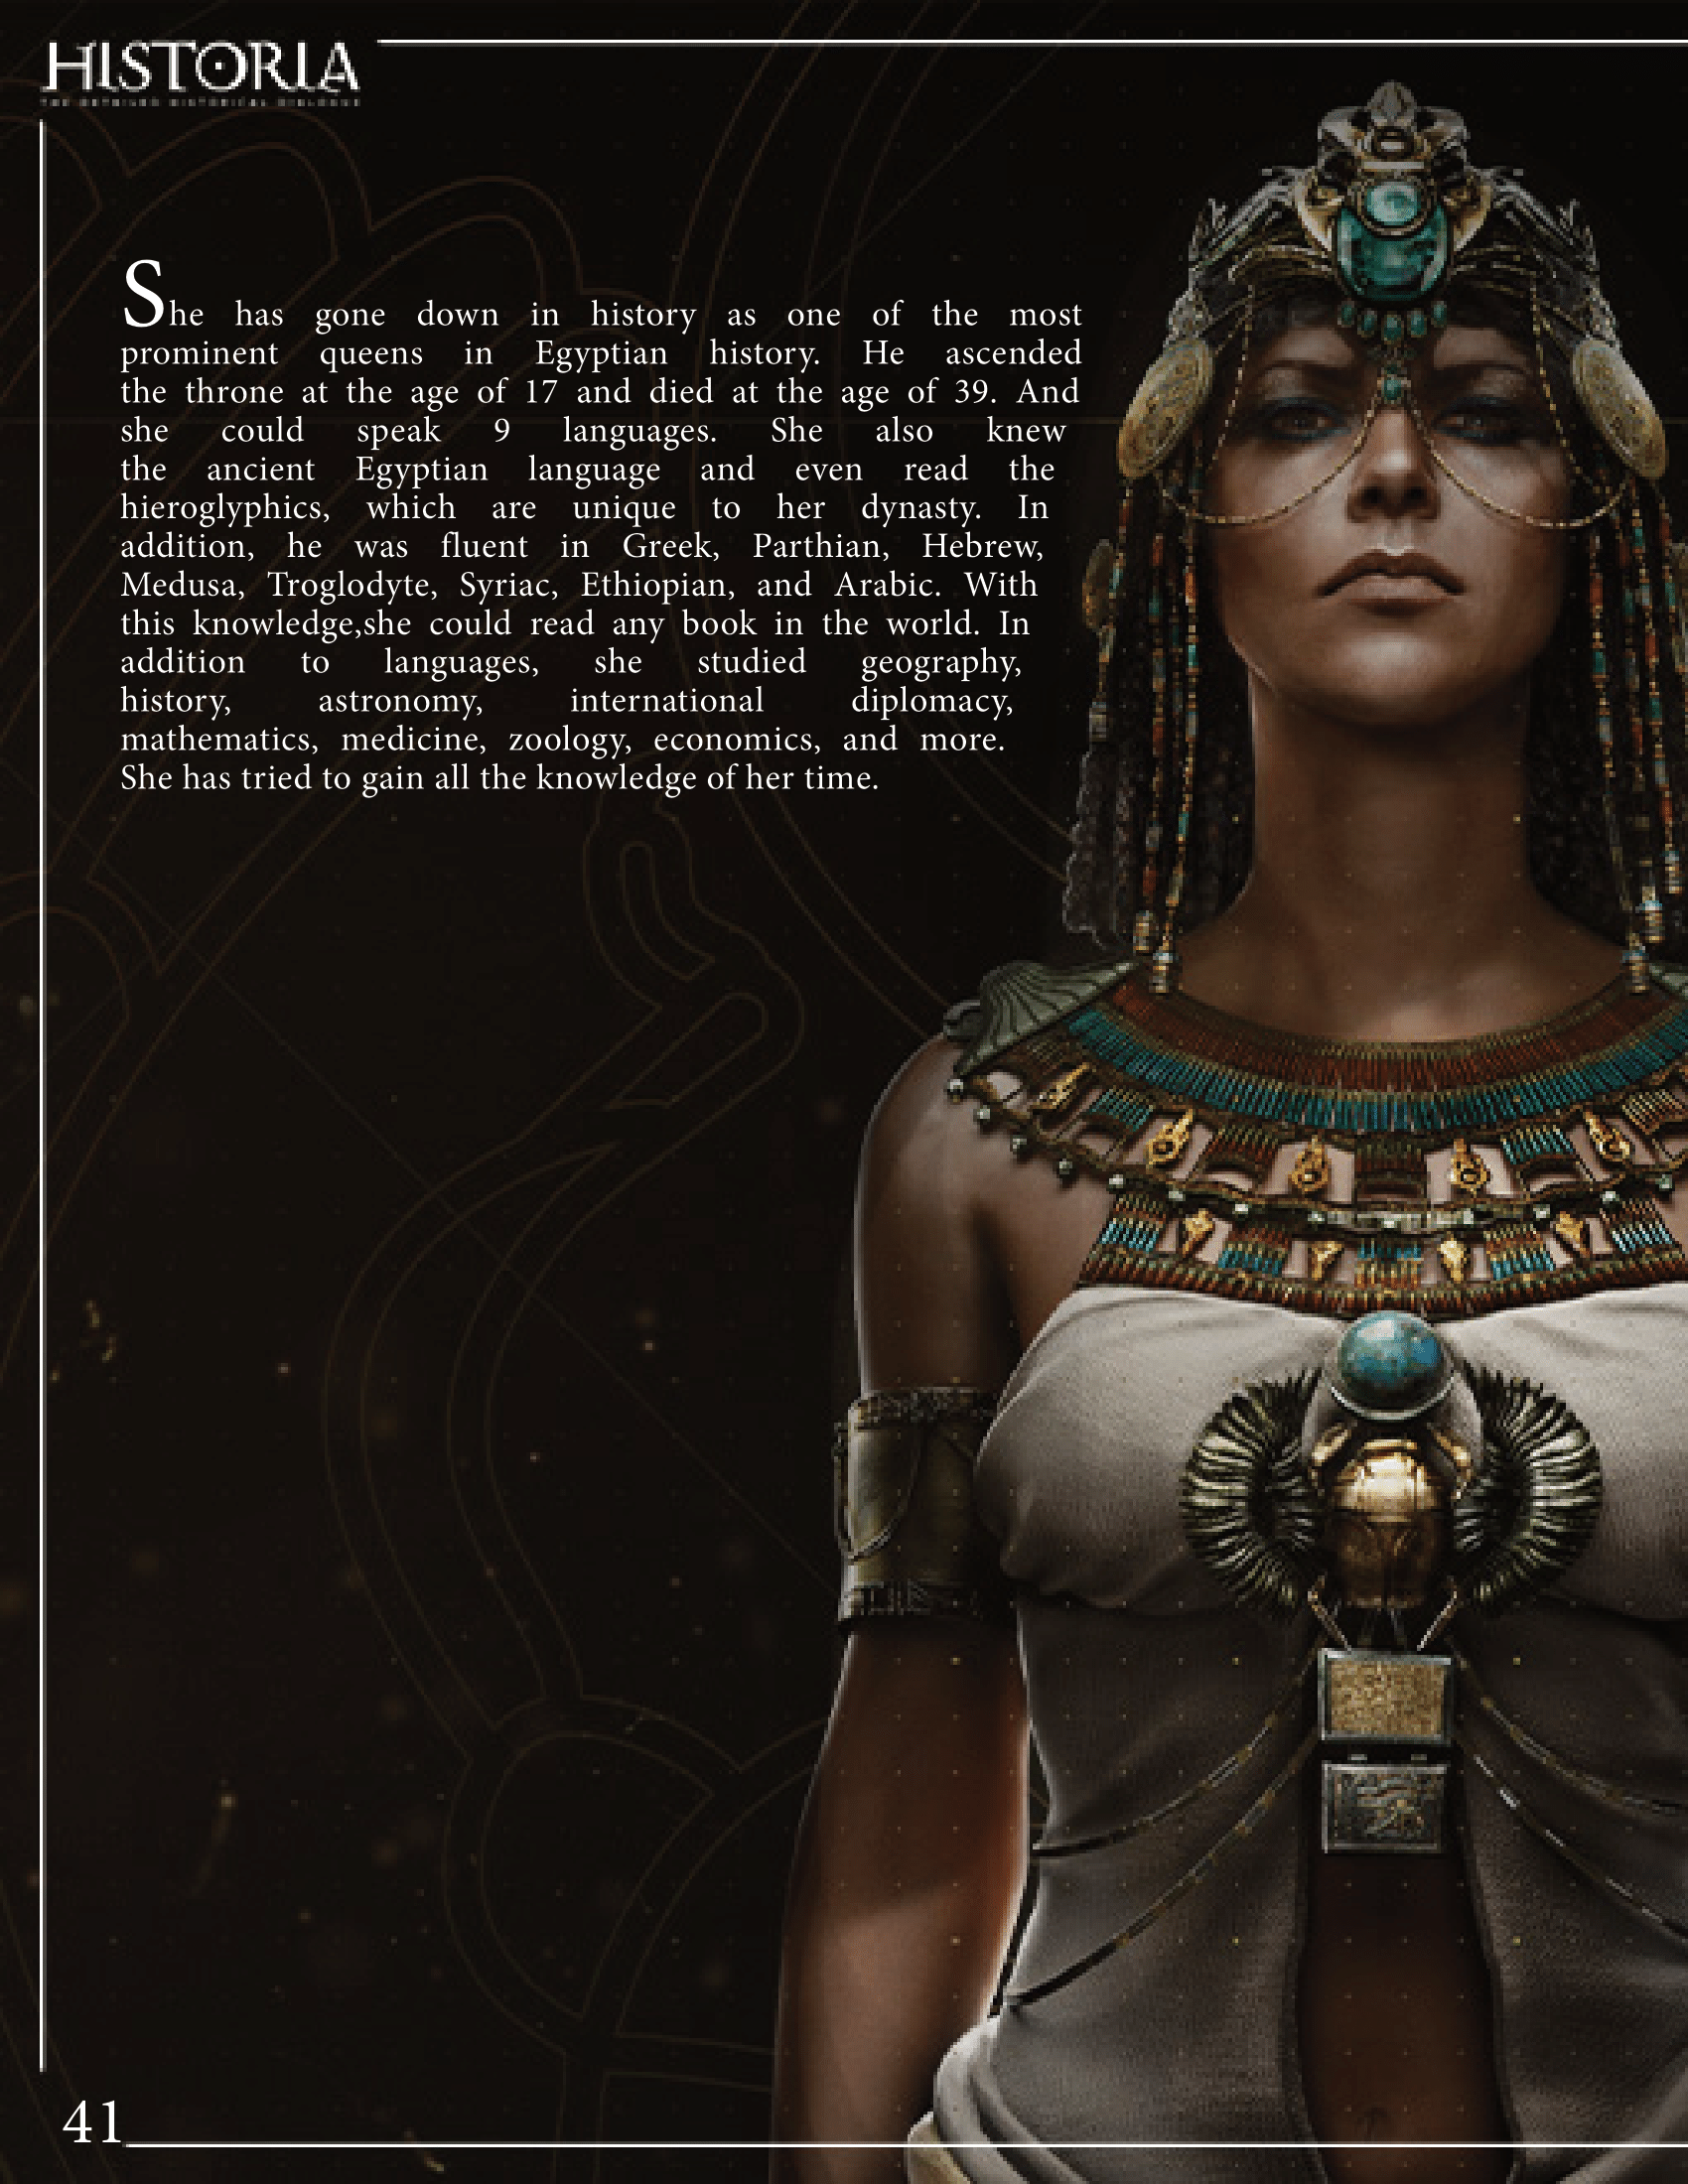 HISTORIA
She has gone down in history as one of the most
prominent queens in Egyptian history. He ascended
the throne at the age of 17 and died at the age of 39. And
she could speak 9 languages. She also knew
the ancient Egyptian language and even read the
hieroglyphics, which are unique to her dynasty. In
addition, he was fluent in Greek, Parthian, Hebrew,
Medusa, Troglodyte, Syriac, Ethiopian, and Arabic. With
this knowledge,she could read any book in the world. In
addition to languages, she studied geography,
history, astronomy, international diplomacy,
mathematics, medicine, zoology, economics, and more.
She has tried to gain all the knowledge of her time.
41